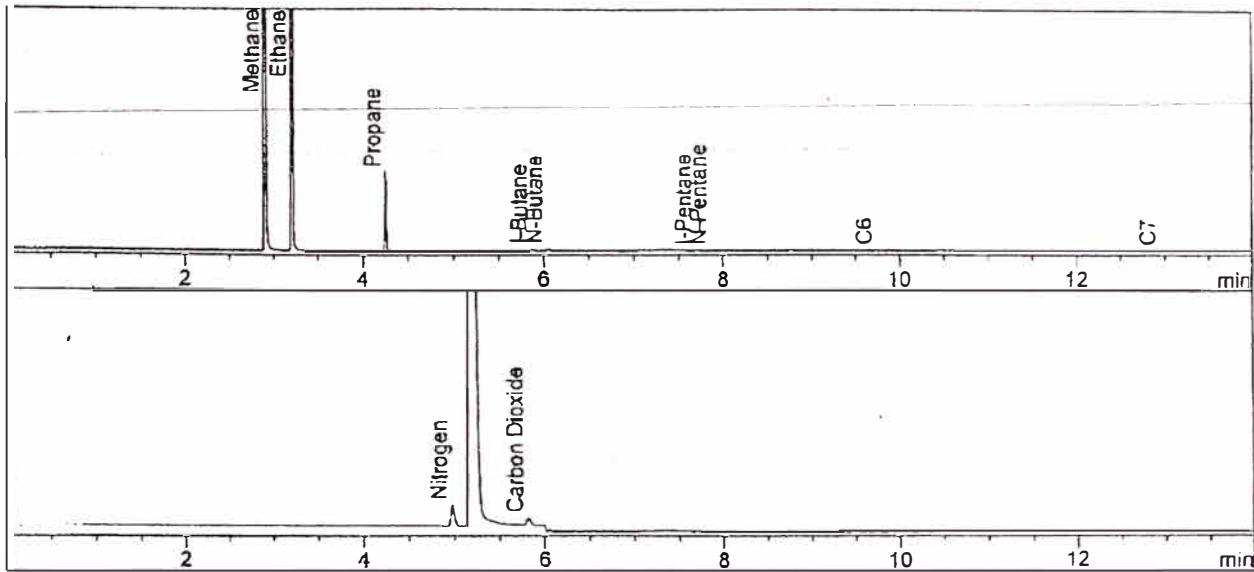 Methane
Ethane
Propane
I-Butane
N-Butane
I-Pentane
N-Pentane
C6
C7
2 4 6 8 10 12 min
Nitrogen
Carbon Dioxide
2 4 6 8 10 12 min